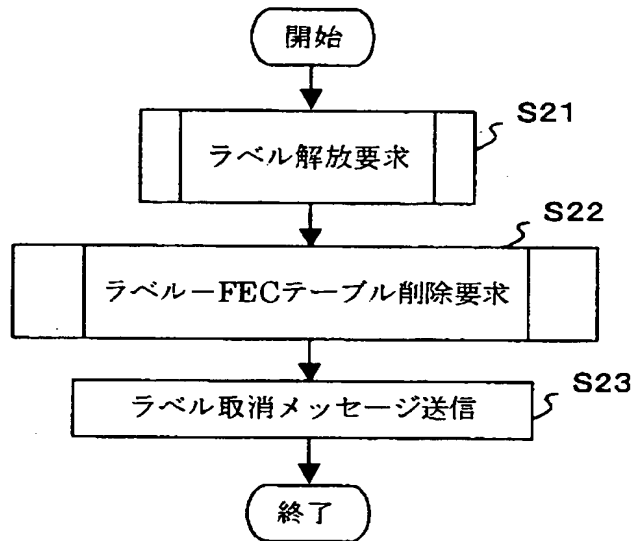 開始
S21
ラベル解放要求
S22
ラベルーFECテーブル削除要求
S23
ラベル取消メッセージ送信
終了